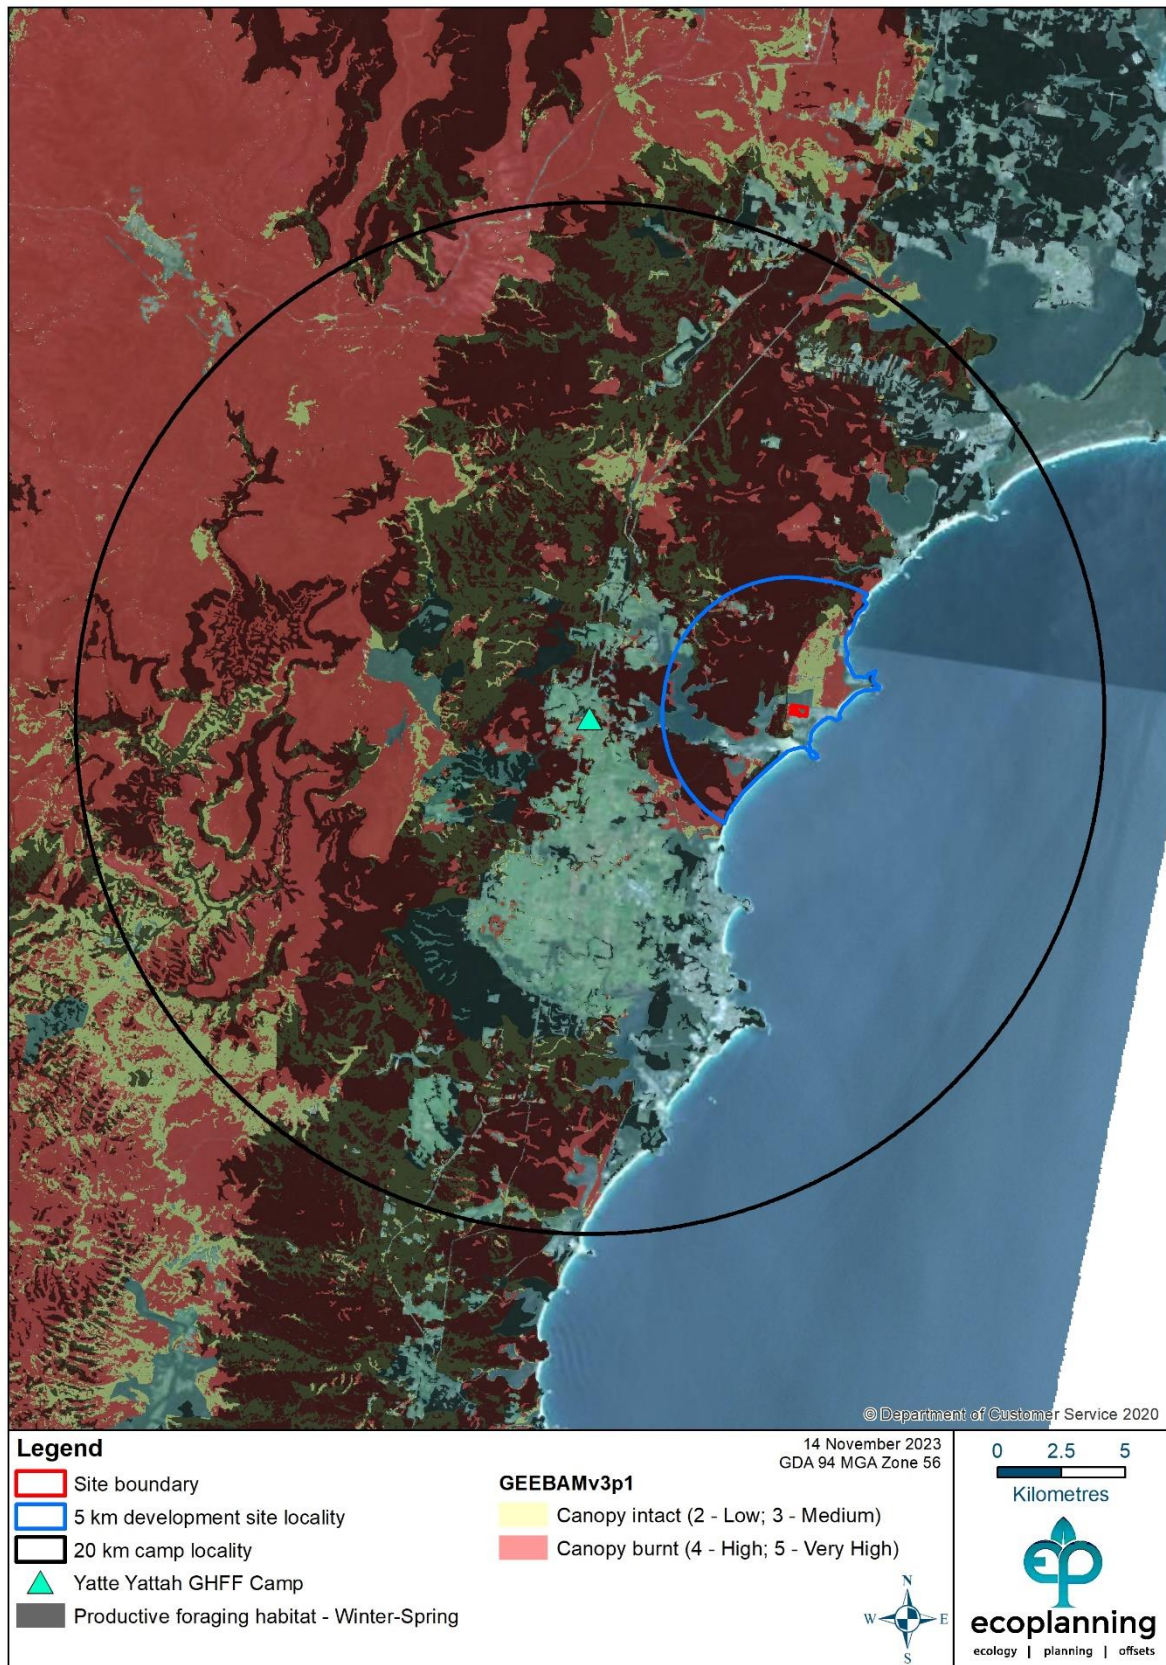 © Department of Customer Service 2020
Legend
Site boundary
5 km development site locality
20 km camp locality
Yatte Yattah GHFF Camp
Productive foraging habitat - Winter-Spring
GEEBAMv3p1
Canopy intact (2 - Low; 3 - Medium)
Canopy burnt (4 - High; 5 - Very High)
14 November 2023
GDA 94 MGA Zone 56
N
W E
S
0 2.5 5
Kilometres
ep
ecoplanning
ecology | planning | offsets